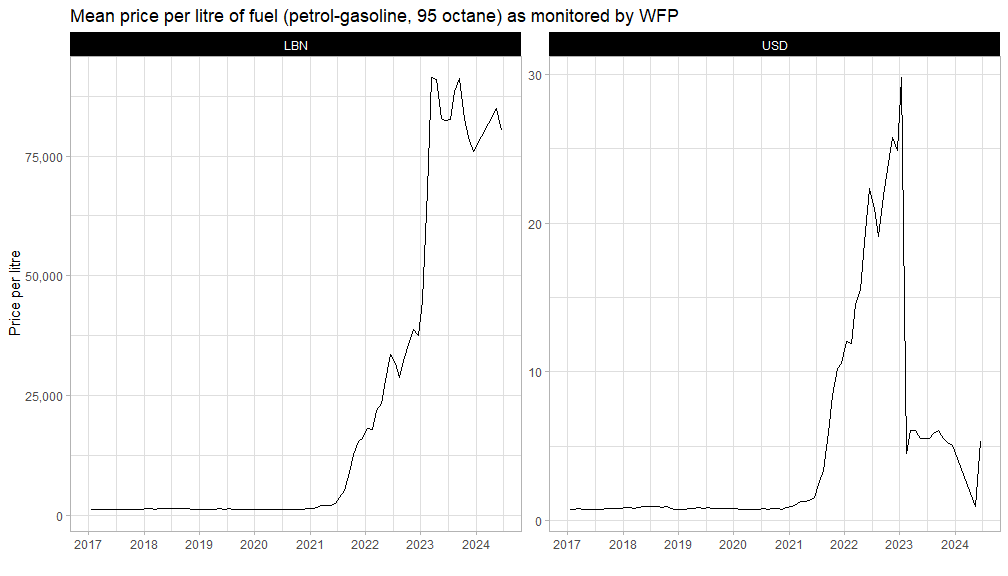 Mean price per litre of fuel (petrol-gasoline, 95 octane) as monitored by WFP
LBN
USD
Price per litre
75,000
50,000
25,000
0
2017 2018 2019 2020 2021 2022 2023 2024
30
20
10
0
2017 2018 2019 2020 2021 2022 2023 2024